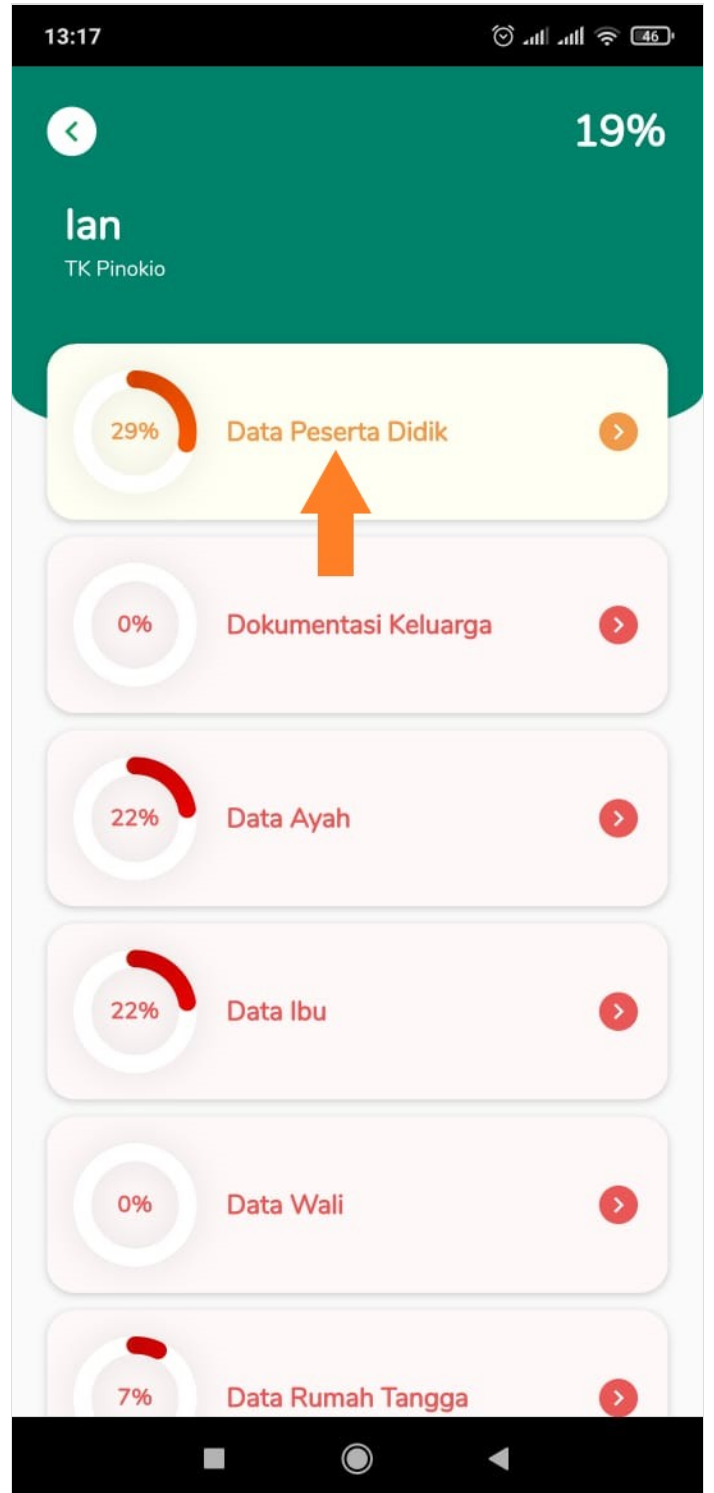 13:17
46
19%
Ian
TK Pinokio
29%
Data Peserta Didik
0%
Dokumentasi Keluarga
22%
Data Ayah
22%
Data Ibu
0%
Data Wali
7%
Data Rumah Tangga